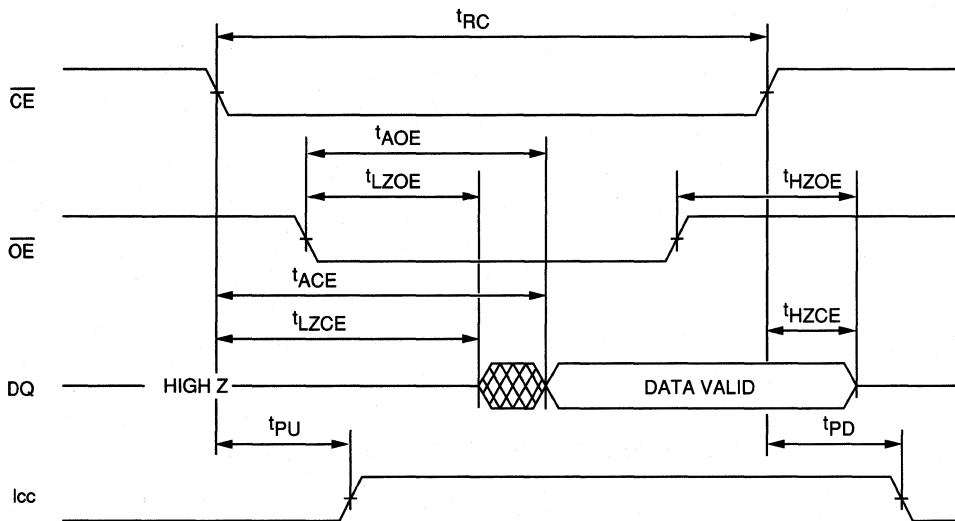 tRC
CE
tAOE
tLZOE
tHZOE
OE
tACE
tHZCE
tLZCE
DQ HIGH Z DATA VALID
tPU tPD
Icc